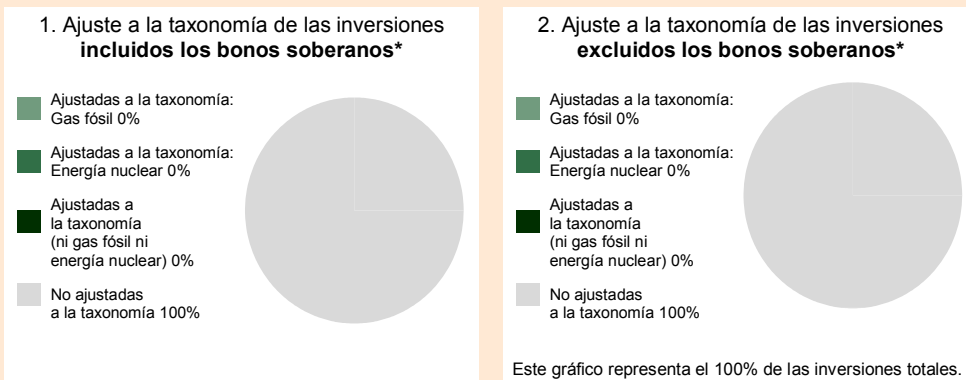 1. Ajuste a la taxonomía de las inversiones
incluidos los bonos soberanos*
Ajustadas a la taxonomía:
Gas fósil 0%
Ajustadas a la taxonomía:
Energía nuclear 0%
Ajustadas a
la taxonomía
(ni gas fósil ni
energía nuclear) 0%
No ajustadas
a la taxonomía 100%
2. Ajuste a la taxonomía de las inversiones
excluidos los bonos soberanos*
Ajustadas a la taxonomía:
Gas fósil 0%
Ajustadas a la taxonomía:
Energía nuclear 0%
Ajustadas a
la taxonomía
(ni gas fósil ni
energía nuclear) 0%
No ajustadas
a la taxonomía 100%
Este gráfico representa el 100% de las inversiones totales.